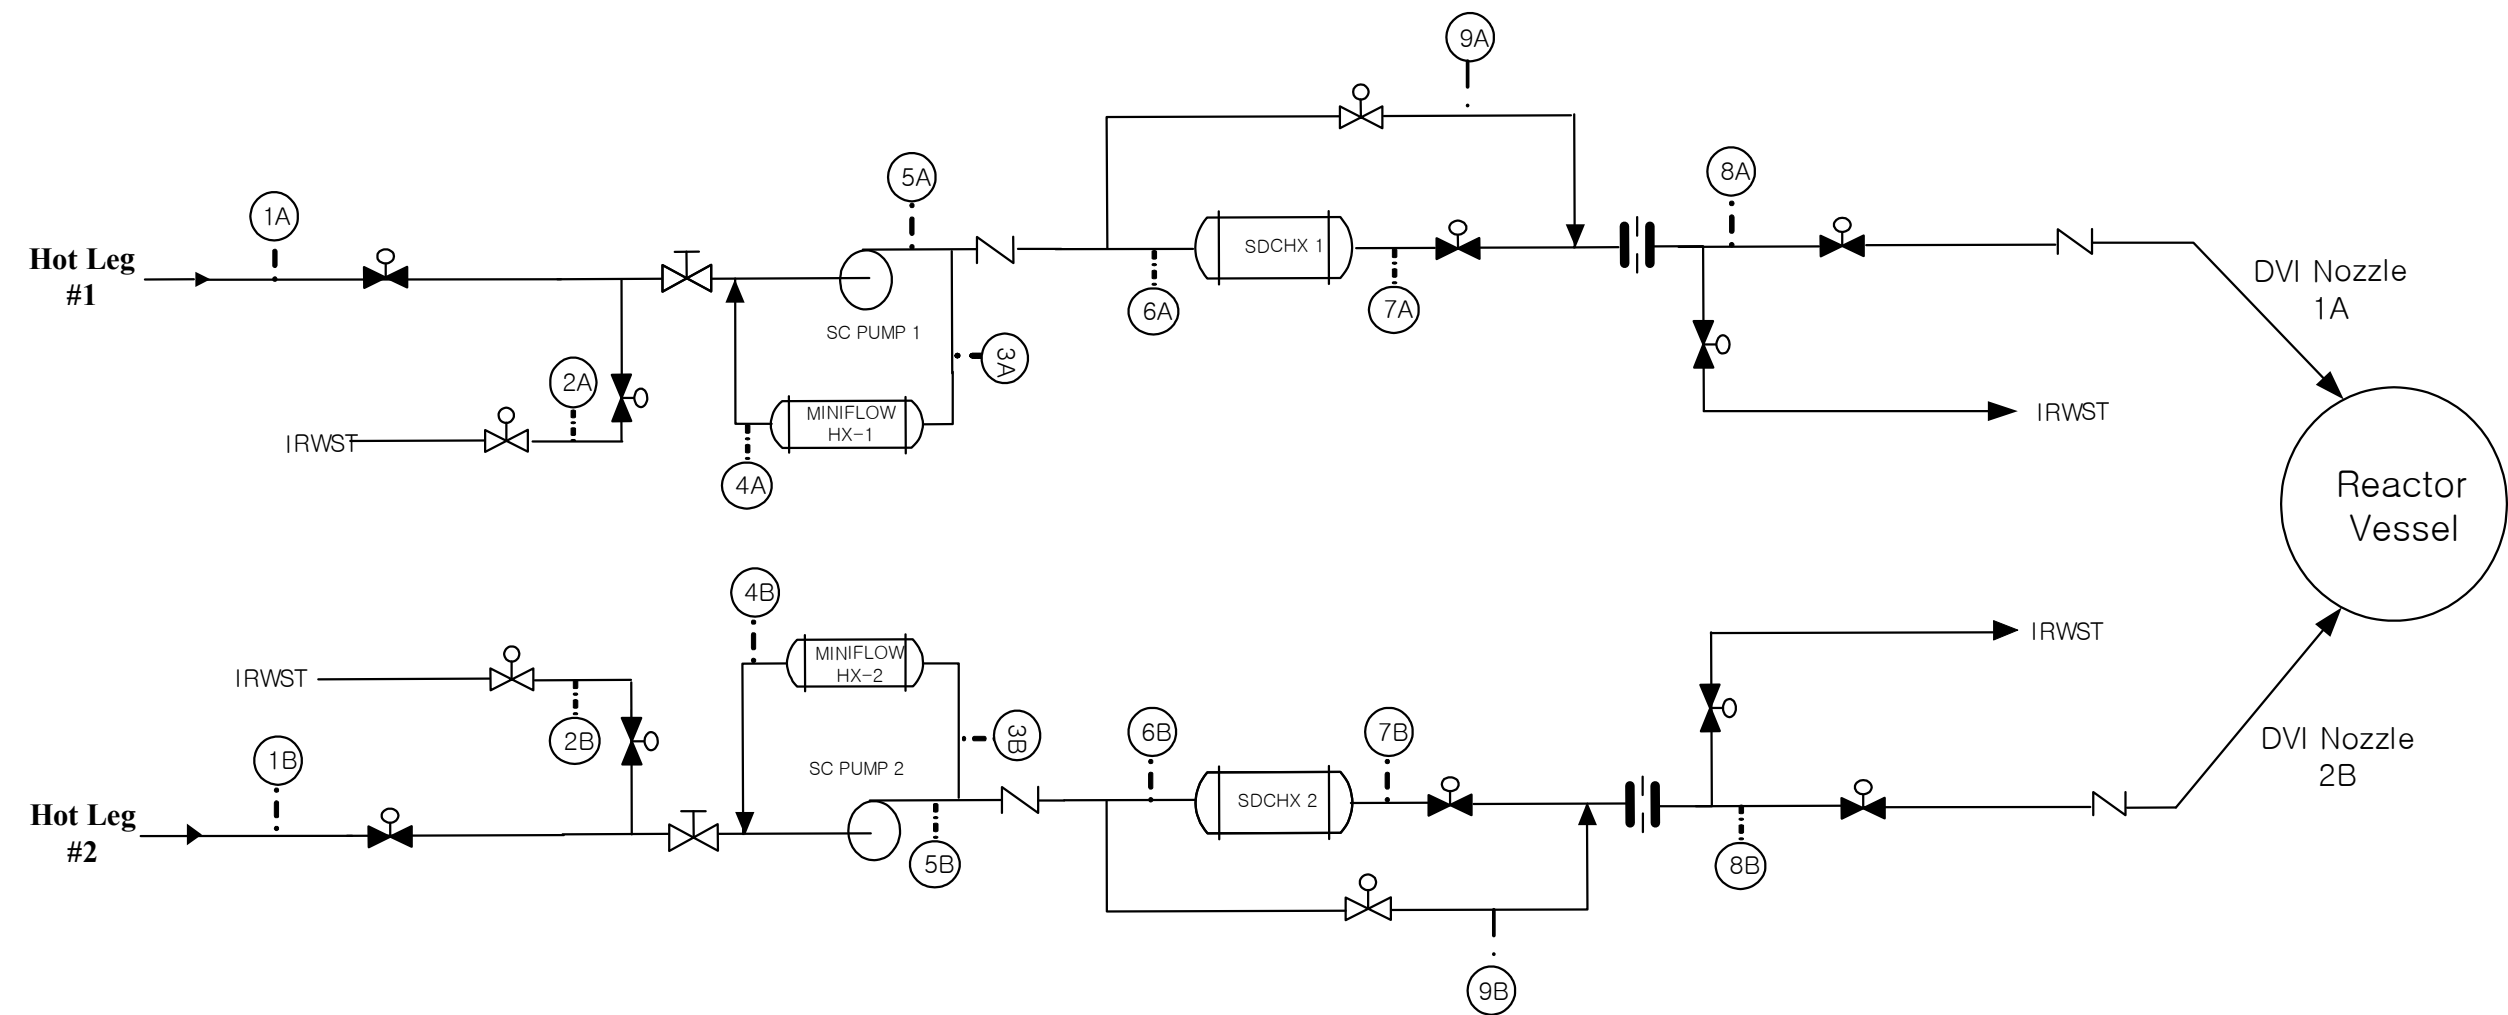 9A
5A
8A
1A
Hot Leg
#1
SDCHX 1
DVI Nozzle
1A
6A
7A
SC PUMP 1
3A
2A
MINIFLOW
HX-1
IRWST
IRWST
4A
Reactor
Vessel
4B
MINIFLOW
HX-2
IRWST
IRWST
2B
3B
6B
7B
1B
SC PUMP 2
DVI Nozzle
2B
SDCHX 2
Hot Leg
#2
5B
8B
9B